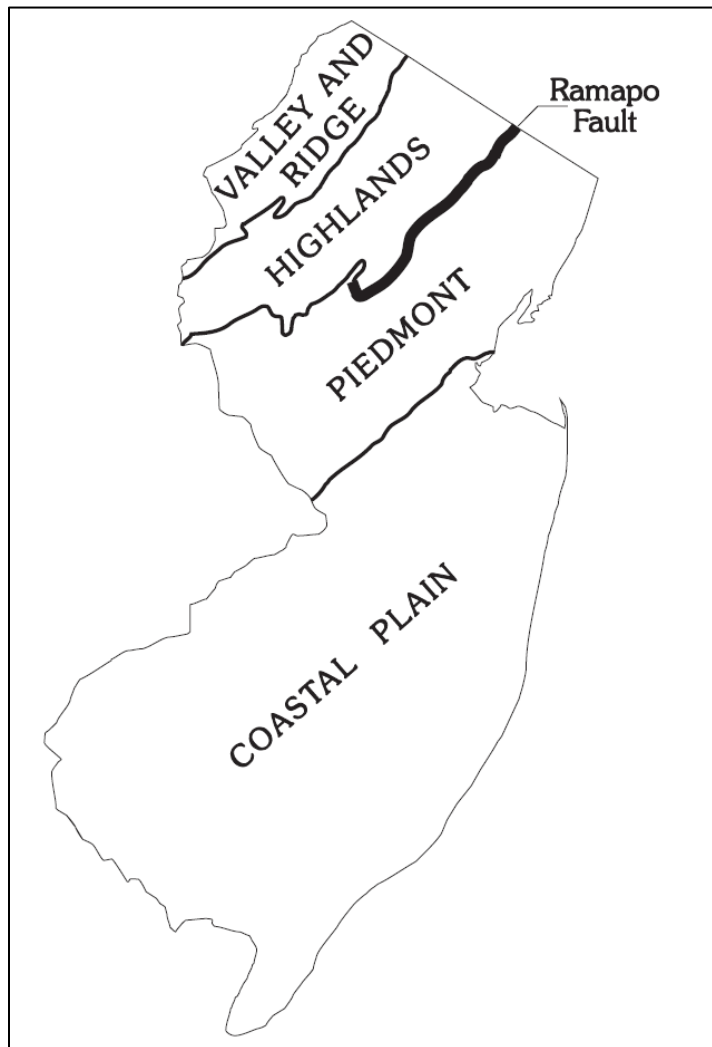 Ramapo
Fault
VALLEY AND
RIDGE
HIGHLANDS
PIEDMONT
COASTAL PLAIN